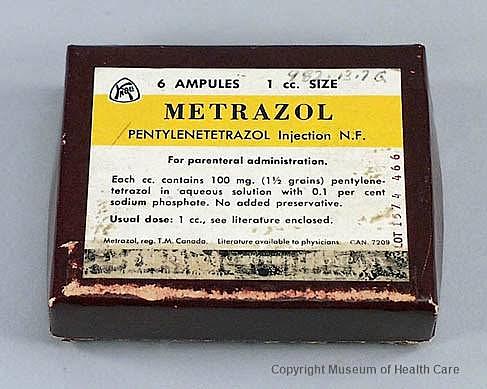 KNOLL
6 AMPULES 1 cc. SIZE
982.13.7G
METRAZOL
PENTYLENETETRAZOL Injection N.F.
For parenteral administration.
Each cc. contains 100 mg. (1½ grains) pentylene-
tetrazol in aqueous solution with 0.1 per cent
sodium phosphate. No added preservative.
Usual dose: 1 cc., see literature enclosed.
Metrazol, reg. T.M. Canada. Literature available to physicians. CAN. 7209
LOT 1574 466
Copyright Museum of Health Care